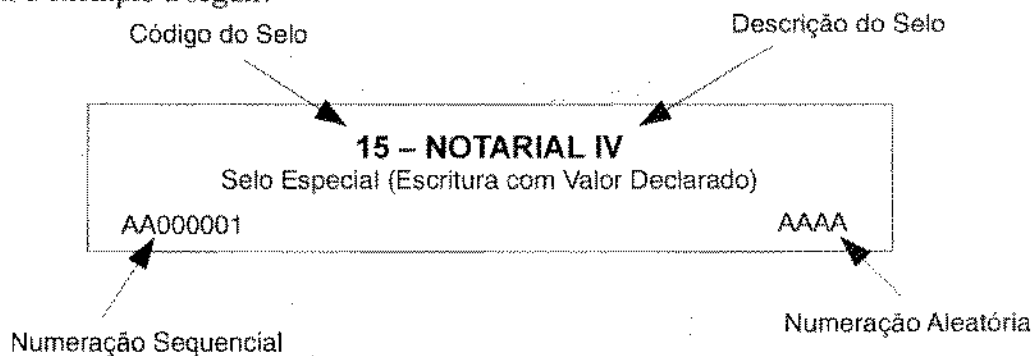 Código do Selo
Descrição do Selo
15 – NOTARIAL IV
Selo Especial (Escritura com Valor Declarado)
AA000001
AAAA
Numeração Sequencial
Numeração Aleatória